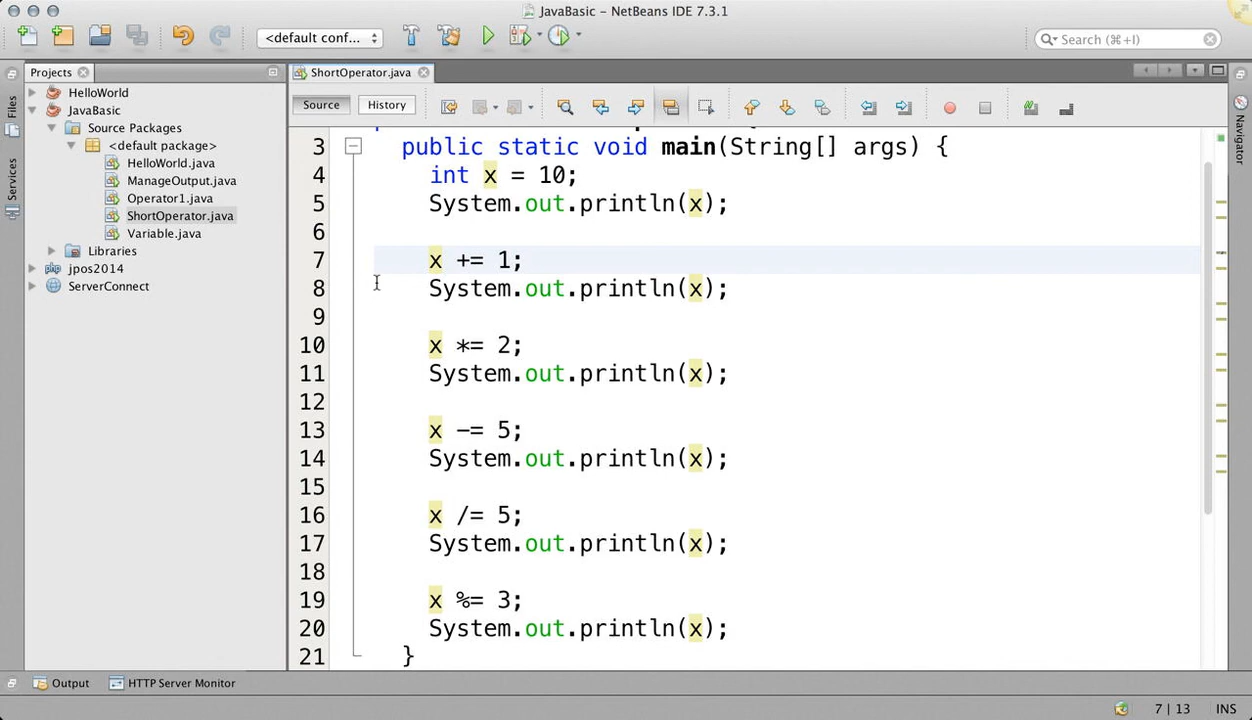 JavaBasic – NetBeans IDE 7.3.1
<default conf...
Search (⌘+I)
Projects
ShortOperator.java
Files
Services
Navigator
HelloWorld
JavaBasic
Source Packages
<default package>
HelloWorld.java
ManageOutput.java
Operator1.java
ShortOperator.java
Variable.java
Libraries
jpos2014
ServerConnect
Source
History
3 public static void main(String[] args) {
4 int x = 10;
5 System.out.println(x);
6
7 x += 1;
8 System.out.println(x);
9
10 x *= 2;
11 System.out.println(x);
12
13 x -= 5;
14 System.out.println(x);
15
16 x /= 5;
17 System.out.println(x);
18
19 x %= 3;
20 System.out.println(x);
21 }
Output
HTTP Server Monitor
7 | 13
INS